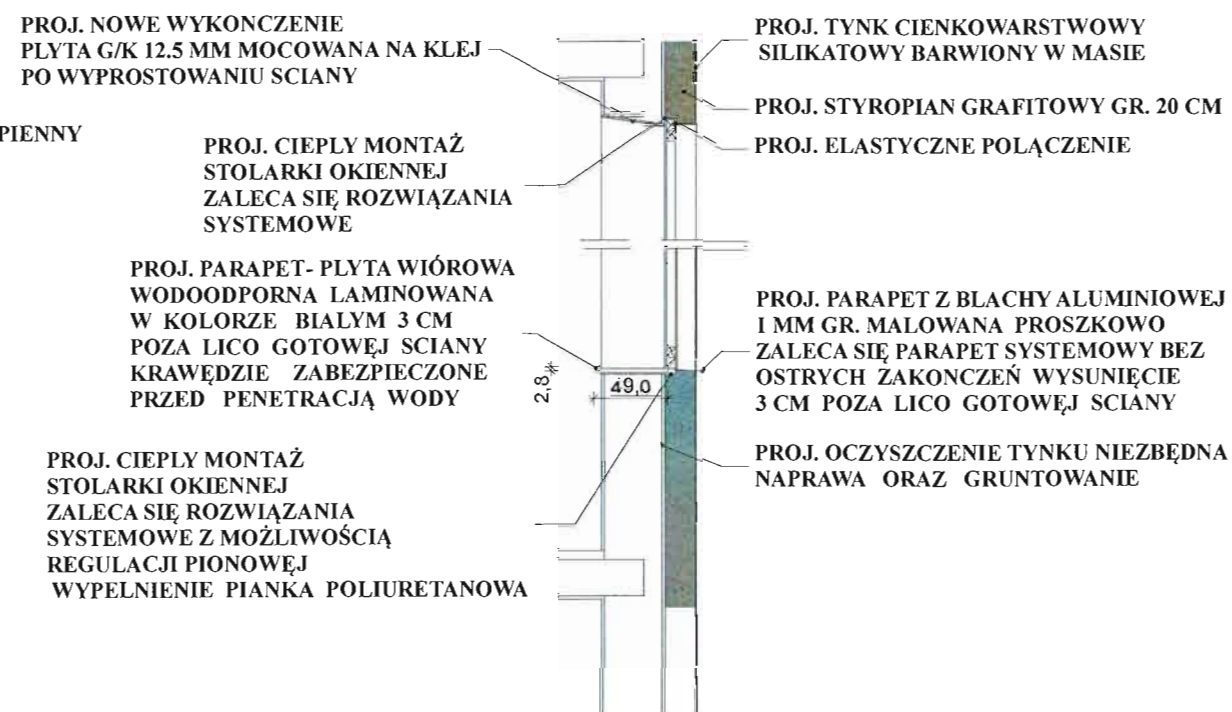 PROJ. NOWE WYKONCZENIE
PLYTA G/K 12.5 MM MOCOWANA NA KLEJ
PO WYPROSTOWANIU SCIANY
PIENNY
PROJ. CIEPLY MONTAŻ
STOLARKI OKIENNEJ
ZALECA SIĘ ROZWIĄZANIA
SYSTEMOWE
PROJ. PARAPET- PLYTA WIÓROWA
WODOODPORNA LAMINOWANA
W KOLORZE BIALYM 3 CM
POZA LICO GOTOWĘJ SCIANY
KRAWĘDZIE ZABEZPIECZONE
PRZED PENETRACJĄ WODY
PROJ. CIEPLY MONTAŻ
STOLARKI OKIENNEJ
ZALECA SIĘ ROZWIĄZANIA
SYSTEMOWE Z MOŻLIWOŚCIĄ
REGULACJI PIONOWĘJ
WYPELNIENIE PIANKA POLIURETANOWA
2,8
49,0
PROJ. TYNK CIENKOWARSTWOWY
SILIKATOWY BARWIONY W MASIE
PROJ. STYROPIAN GRAFITOWY GR. 20 CM
PROJ. ELASTYCZNE POLĄCZENIE
PROJ. PARAPET Z BLACHY ALUMINIOWEJ
1 MM GR. MALOWANA PROSZKOWO
ZALECA SIĘ PARAPET SYSTEMOWY BEZ
OSTRYCH ZAKONCZEŃ WYSUNIĘCIE
3 CM POZA LICO GOTOWĘJ SCIANY
PROJ. OCZYSZCZENIE TYNKU NIEZBĘDNA
NAPRAWA ORAZ GRUNTOWANIE